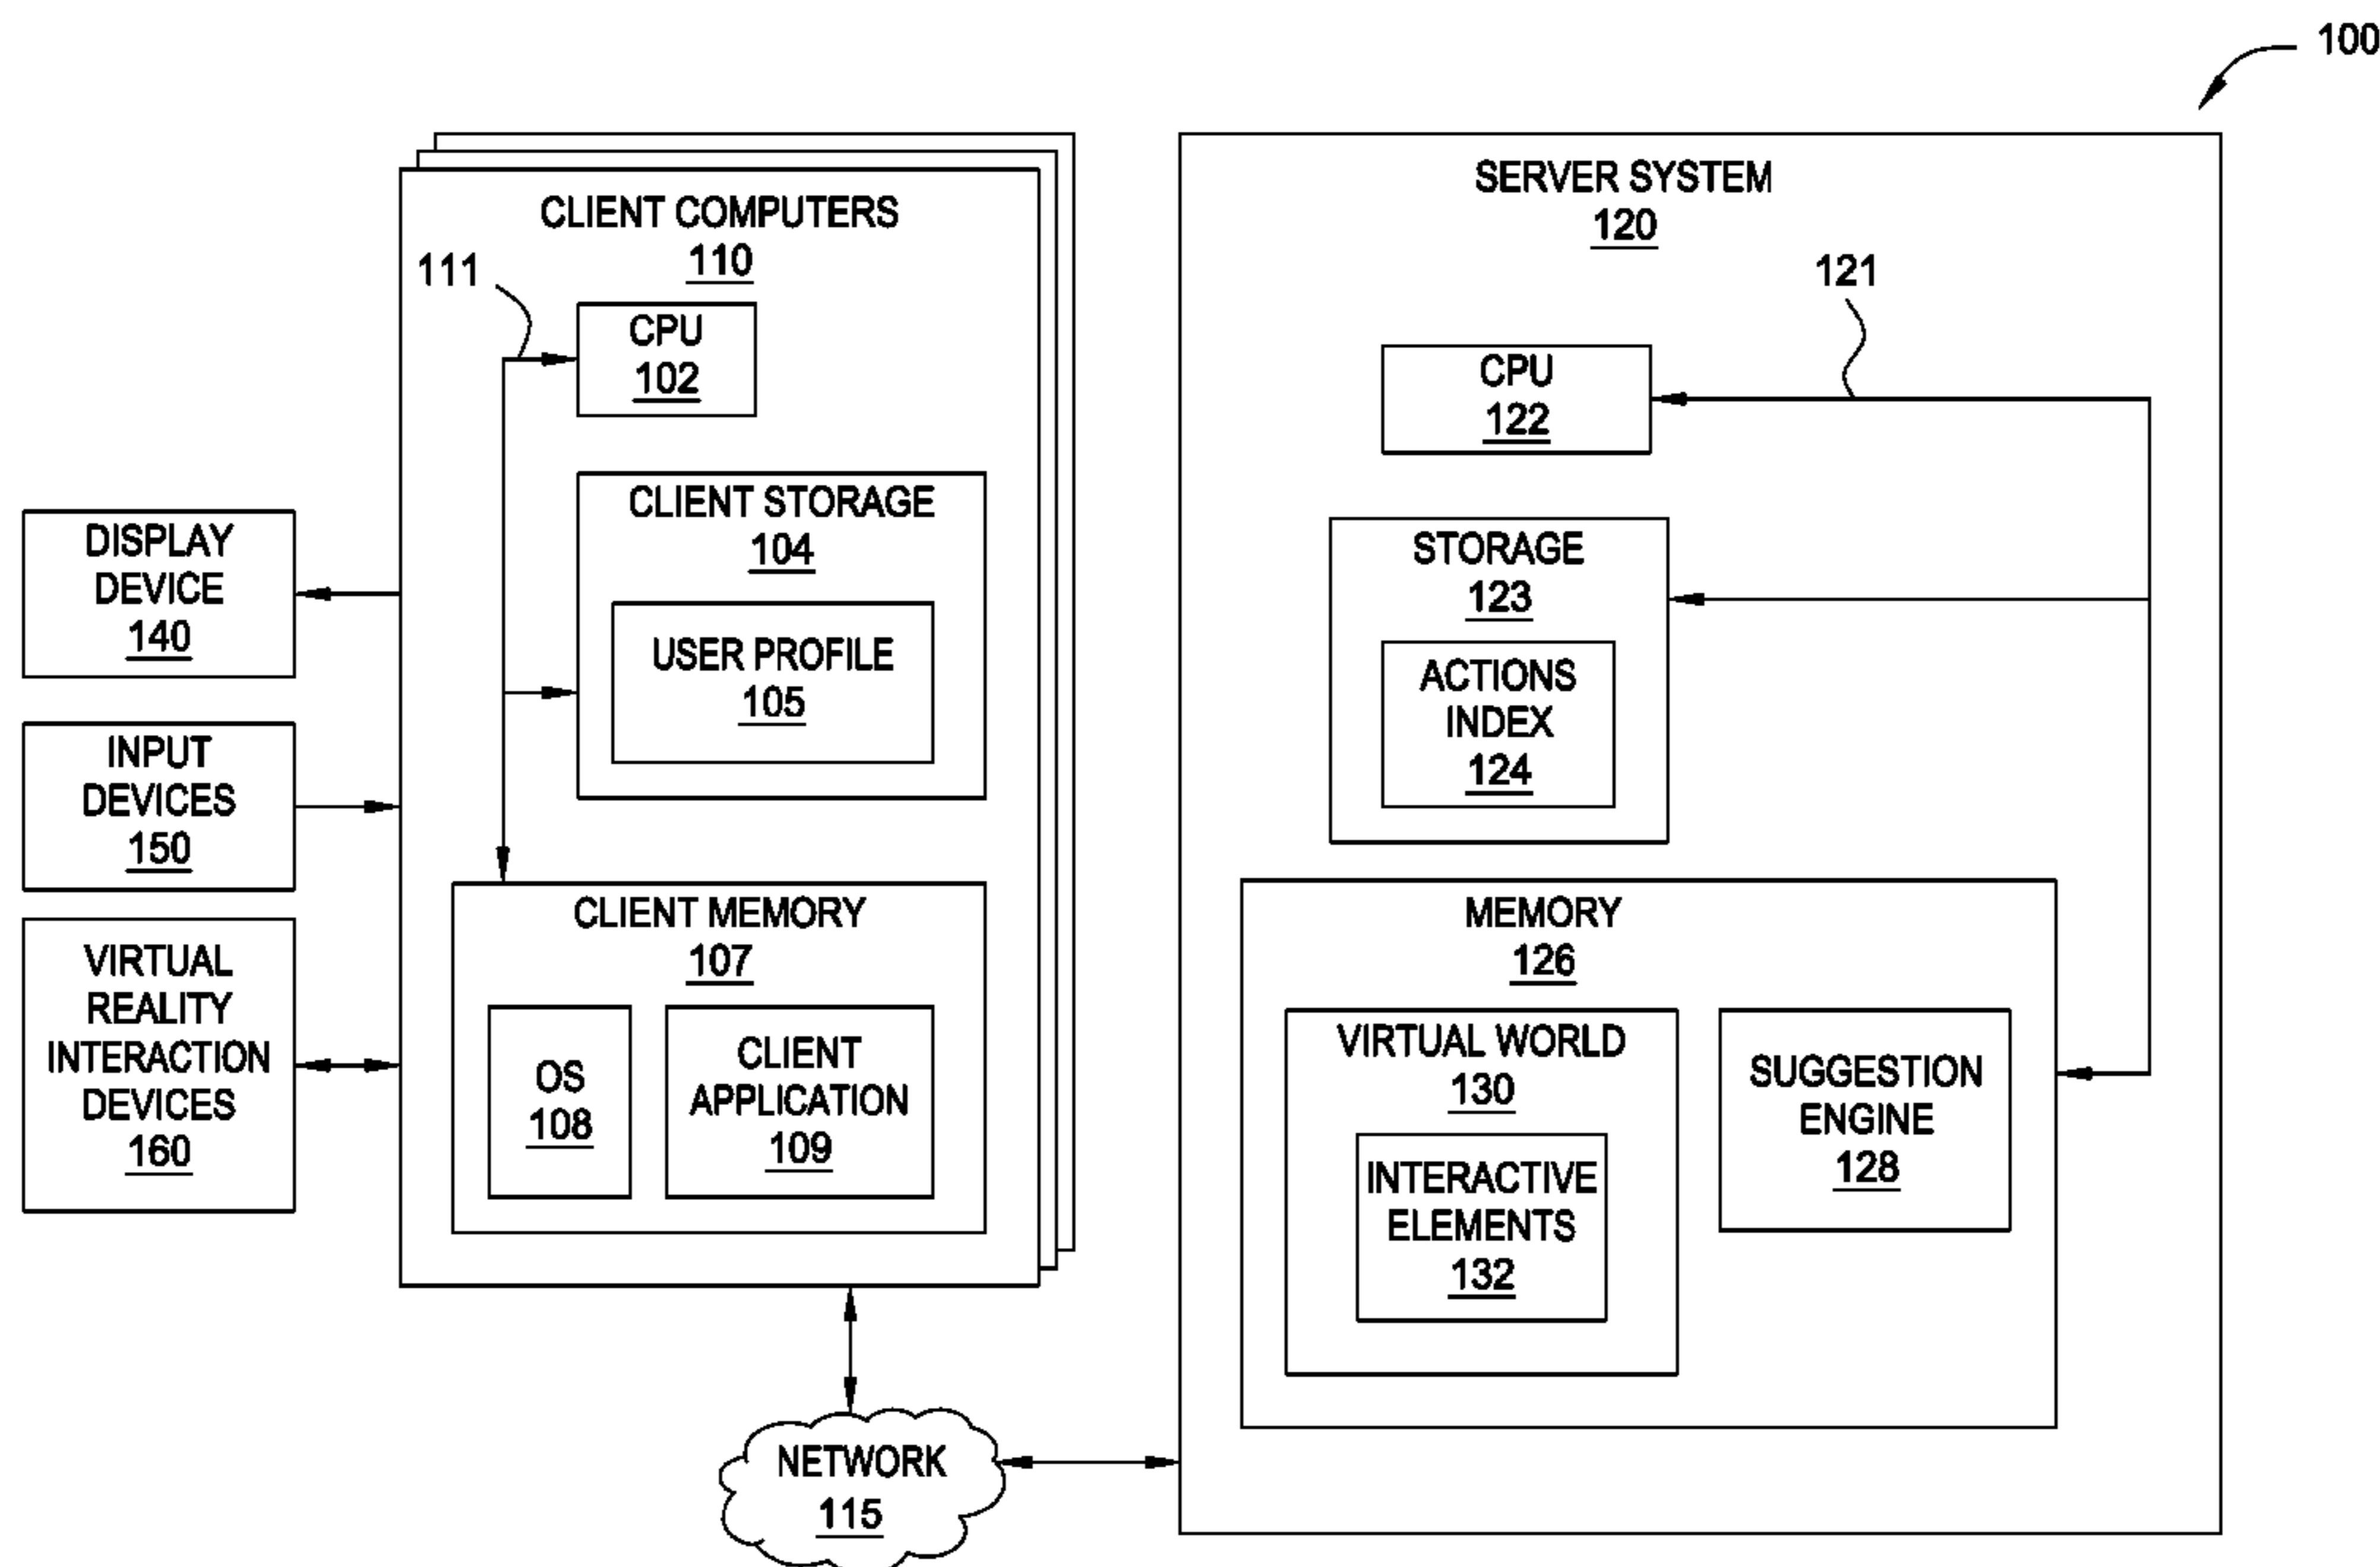 100
CLIENT COMPUTERS
110
111
CPU
102
CLIENT STORAGE
104
USER PROFILE
105
CLIENT MEMORY
107
OS
108
CLIENT
APPLICATION
109
DISPLAY
DEVICE
140
INPUT
DEVICES
150
VIRTUAL
REALITY
INTERACTION
DEVICES
160
NETWORK
115
SERVER SYSTEM
120
121
CPU
122
STORAGE
123
ACTIONS
INDEX
124
MEMORY
126
VIRTUAL WORLD
130
INTERACTIVE
ELEMENTS
132
SUGGESTION
ENGINE
128